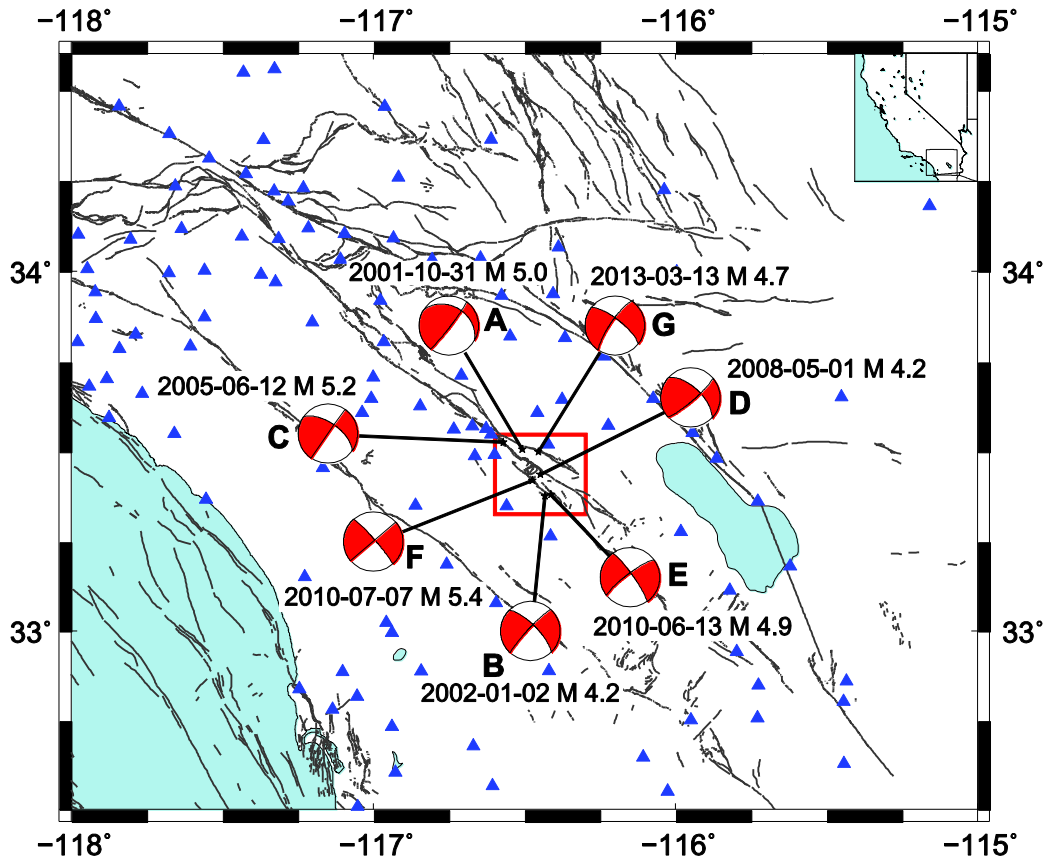 −118˚ −117˚ −116˚ −115˚
34˚ 34˚
2001-10-31 M 5.0
2013-03-13 M 4.7
A
G
2008-05-01 M 4.2
2005-06-12 M 5.2
D
C
F
E
2010-07-07 M 5.4
2010-06-13 M 4.9
33˚ 33˚
B
2002-01-02 M 4.2
−118˚ −117˚ −116˚ −115˚